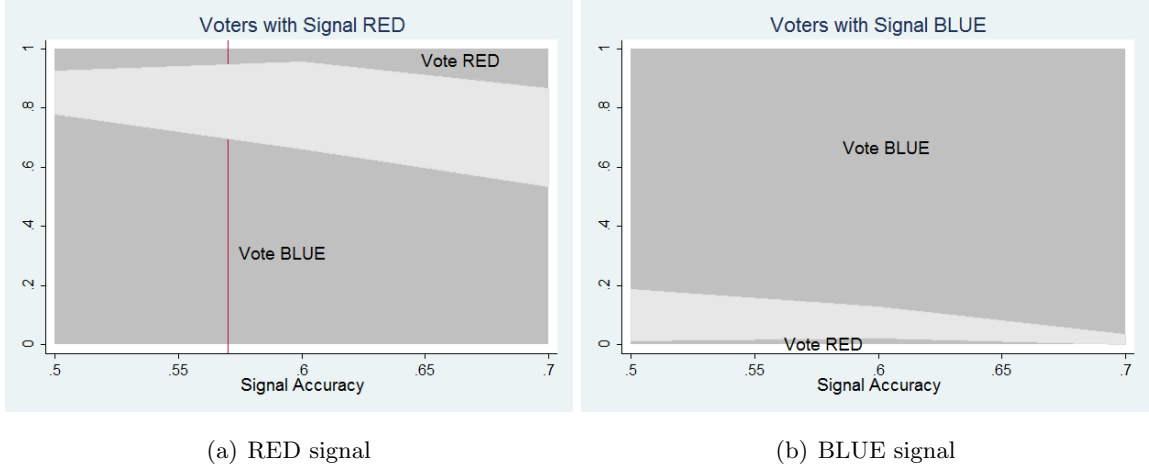 Voters with Signal RED
1
.8
.6
.4
.2
0
Vote RED
Vote BLUE
.5
.55
.6
.65
.7
Signal Accuracy
(a) RED signal
Voters with Signal BLUE
1
.8
.6
.4
.2
0
Vote BLUE
Vote RED
.5
.55
.6
.65
.7
Signal Accuracy
(b) BLUE signal